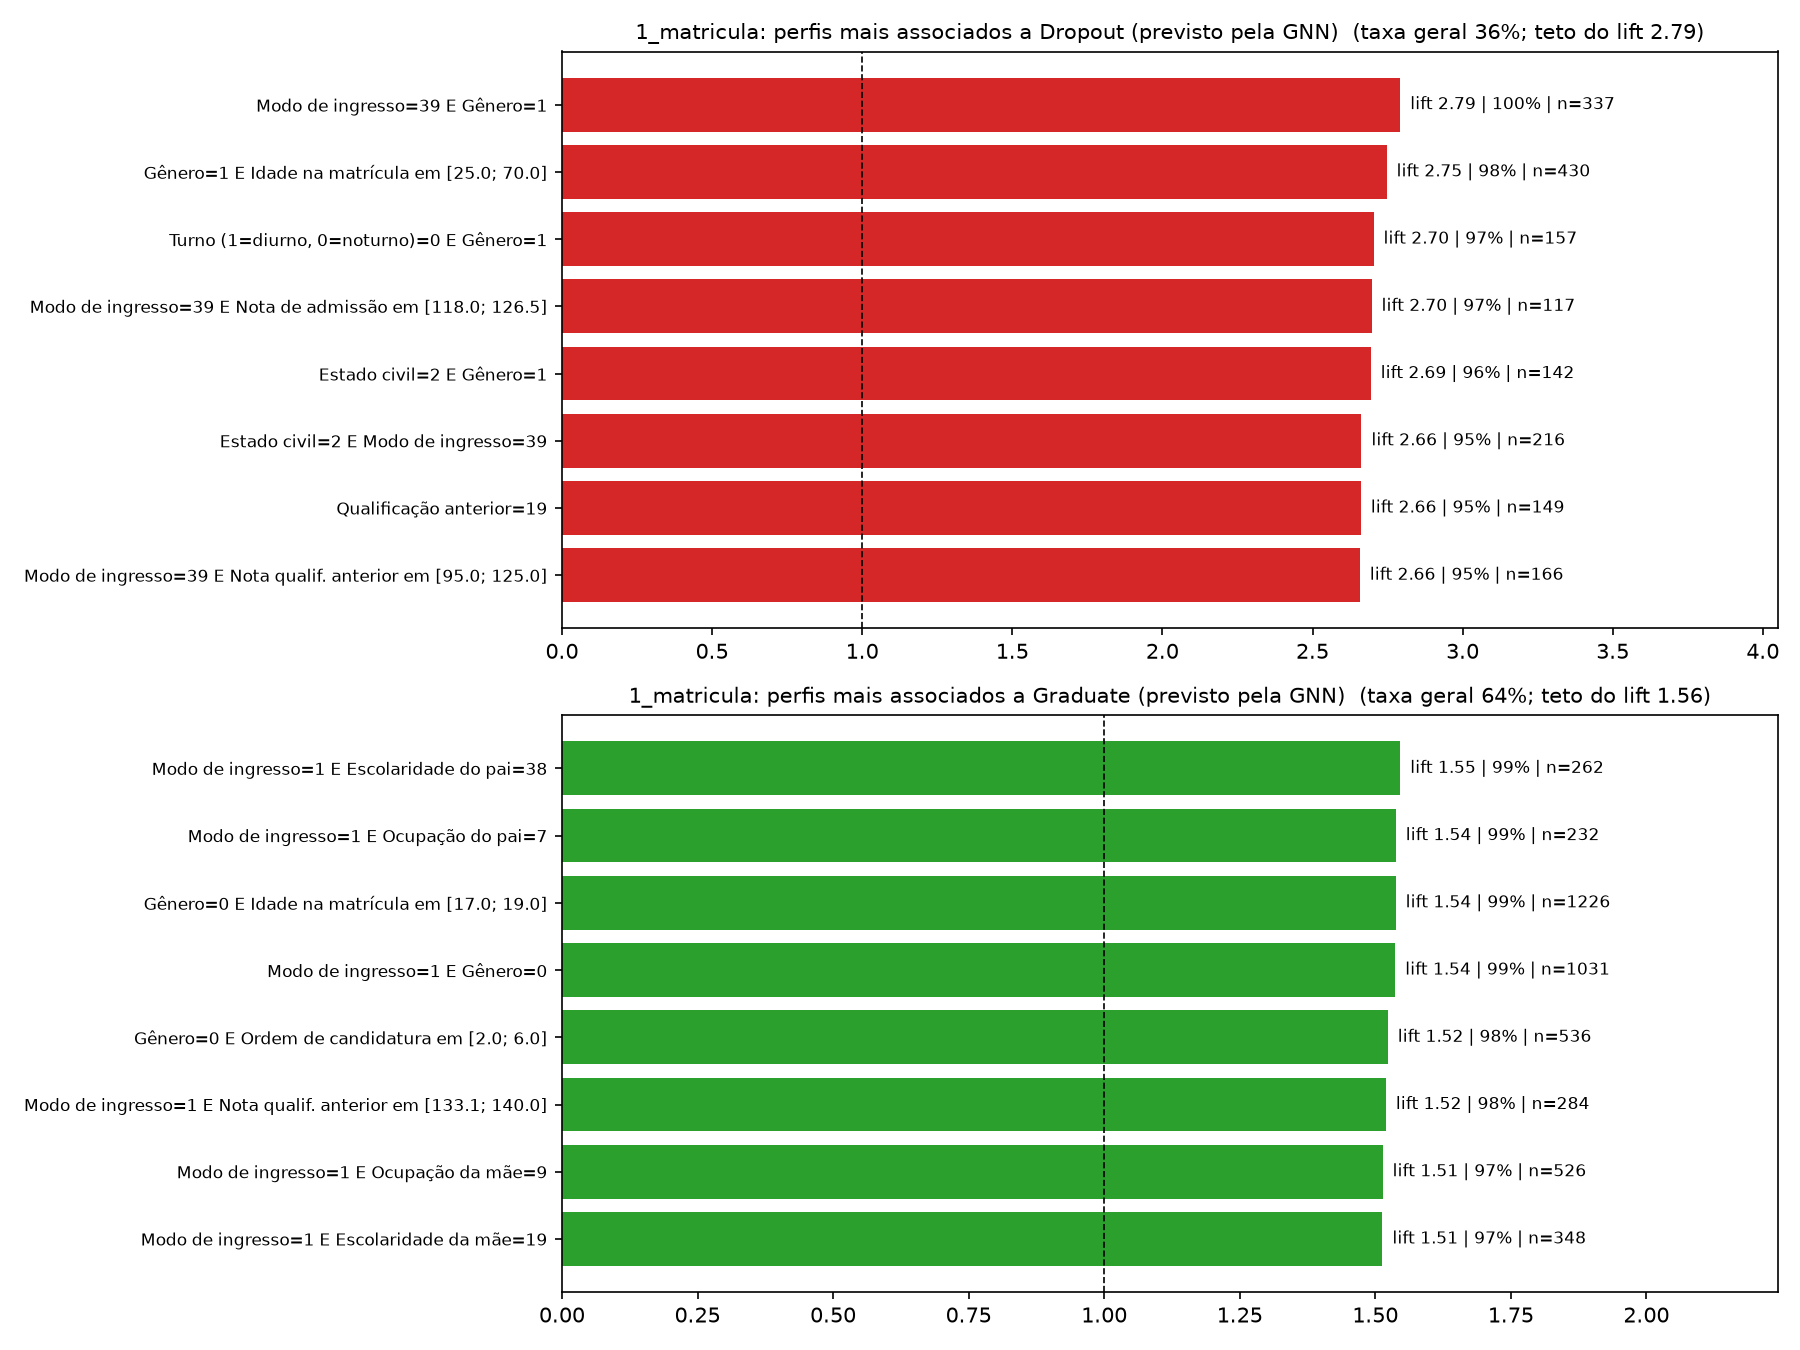 1_matricula: perfis mais associados a Dropout (previsto pela GNN)  (taxa geral 36%; teto do lift 2.79)
Modo de ingresso=39 E Gênero=1
lift 2.79 | 100% | n=337
Gênero=1 E Idade na matrícula em [25.0; 70.0]
lift 2.75 | 98% | n=430
Turno (1=diurno, 0=noturno)=0 E Gênero=1
lift 2.70 | 97% | n=157
Modo de ingresso=39 E Nota de admissão em [118.0; 126.5]
lift 2.70 | 97% | n=117
Estado civil=2 E Gênero=1
lift 2.69 | 96% | n=142
Estado civil=2 E Modo de ingresso=39
lift 2.66 | 95% | n=216
Qualificação anterior=19
lift 2.66 | 95% | n=149
Modo de ingresso=39 E Nota qualif. anterior em [95.0; 125.0]
lift 2.66 | 95% | n=166
0.0 0.5 1.0 1.5 2.0 2.5 3.0 3.5 4.0
1_matricula: perfis mais associados a Graduate (previsto pela GNN)  (taxa geral 64%; teto do lift 1.56)
Modo de ingresso=1 E Escolaridade do pai=38
lift 1.55 | 99% | n=262
Modo de ingresso=1 E Ocupação do pai=7
lift 1.54 | 99% | n=232
Gênero=0 E Idade na matrícula em [17.0; 19.0]
lift 1.54 | 99% | n=1226
Modo de ingresso=1 E Gênero=0
lift 1.54 | 99% | n=1031
Gênero=0 E Ordem de candidatura em [2.0; 6.0]
lift 1.52 | 98% | n=536
Modo de ingresso=1 E Nota qualif. anterior em [133.1; 140.0]
lift 1.52 | 98% | n=284
Modo de ingresso=1 E Ocupação da mãe=9
lift 1.51 | 97% | n=526
Modo de ingresso=1 E Escolaridade da mãe=19
lift 1.51 | 97% | n=348
0.00 0.25 0.50 0.75 1.00 1.25 1.50 1.75 2.00